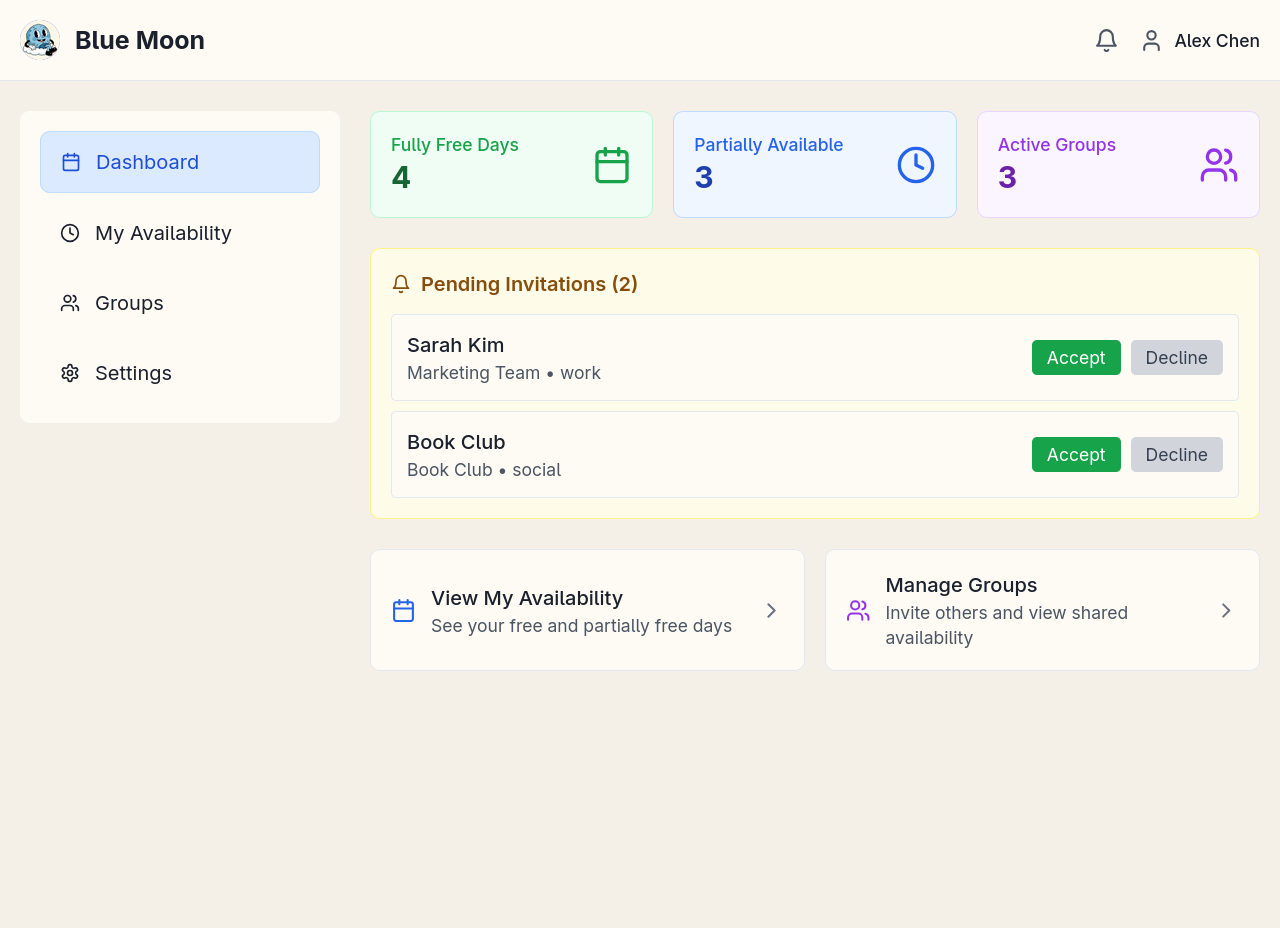 Blue Moon
Alex Chen
Dashboard
My Availability
Groups
Settings
Fully Free Days
4
Partially Available
3
Active Groups
3
Pending Invitations (2)
Sarah Kim
Marketing Team • work
Accept
Decline
Book Club
Book Club • social
Accept
Decline
View My Availability
See your free and partially free days
Manage Groups
Invite others and view shared
availability